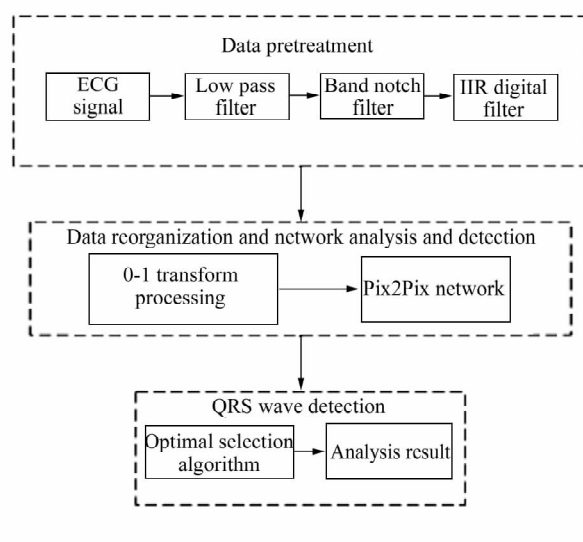 Data pretreatment
ECG
signal
Low pass
filter
Band notch
filter
IIR digital
filter
Data reorganization and network analysis and detection
0-1 transform
processing
Pix2Pix network
QRS wave detection
Optimal selection
algorithm
Analysis result